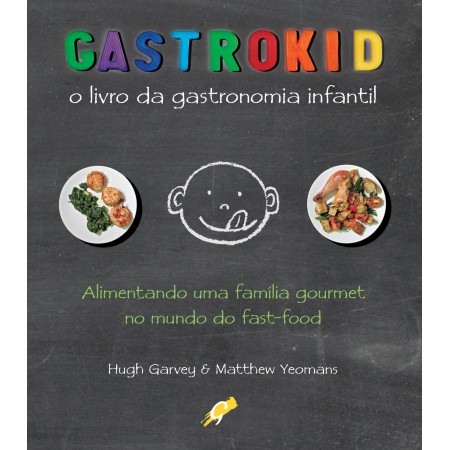 GASTROKID
o livro da gastronomia infantil
Alimentando uma família gourmet
no mundo do fast-food
Hugh Garvey & Matthew Yeomans